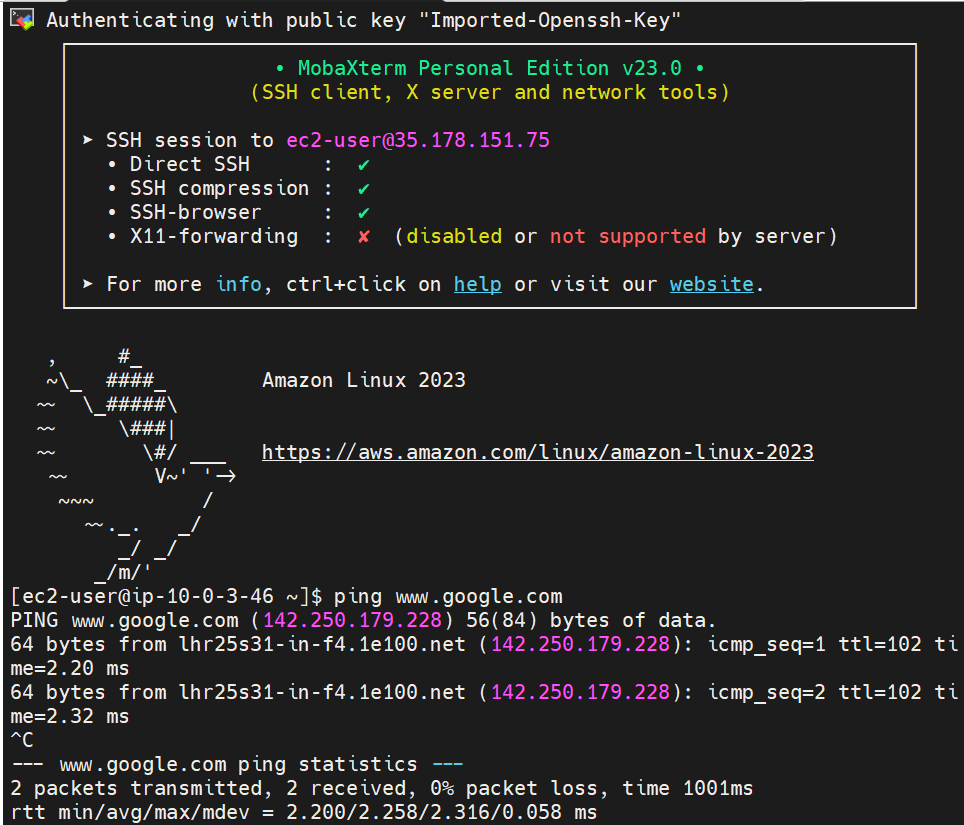 Authenticating with public key "Imported-Openssh-Key"
• MobaXterm Personal Edition v23.0 •
(SSH client, X server and network tools)
➤ SSH session to ec2-user@35.178.151.75
• Direct SSH      :  ✔
• SSH compression :  ✔
• SSH-browser     :  ✔
• X11-forwarding  :  ✘  (disabled or not supported by server)
➤ For more info, ctrl+click on help or visit our website.
   ,     #_
   ~\_  ####_        Amazon Linux 2023
  ~~  \_#####\
  ~~     \###|
  ~~       \#/ ___   https://aws.amazon.com/linux/amazon-linux-2023
   ~~       V~' '->
    ~~~         /
      ~~._.   _/
         _/ _/
       _/m/'
[ec2-user@ip-10-0-3-46 ~]$ ping www.google.com
PING www.google.com (142.250.179.228) 56(84) bytes of data.
64 bytes from lhr25s31-in-f4.1e100.net (142.250.179.228): icmp_seq=1 ttl=102 ti
me=2.20 ms
64 bytes from lhr25s31-in-f4.1e100.net (142.250.179.228): icmp_seq=2 ttl=102 ti
me=2.32 ms
^C
--- www.google.com ping statistics ---
2 packets transmitted, 2 received, 0% packet loss, time 1001ms
rtt min/avg/max/mdev = 2.200/2.258/2.316/0.058 ms